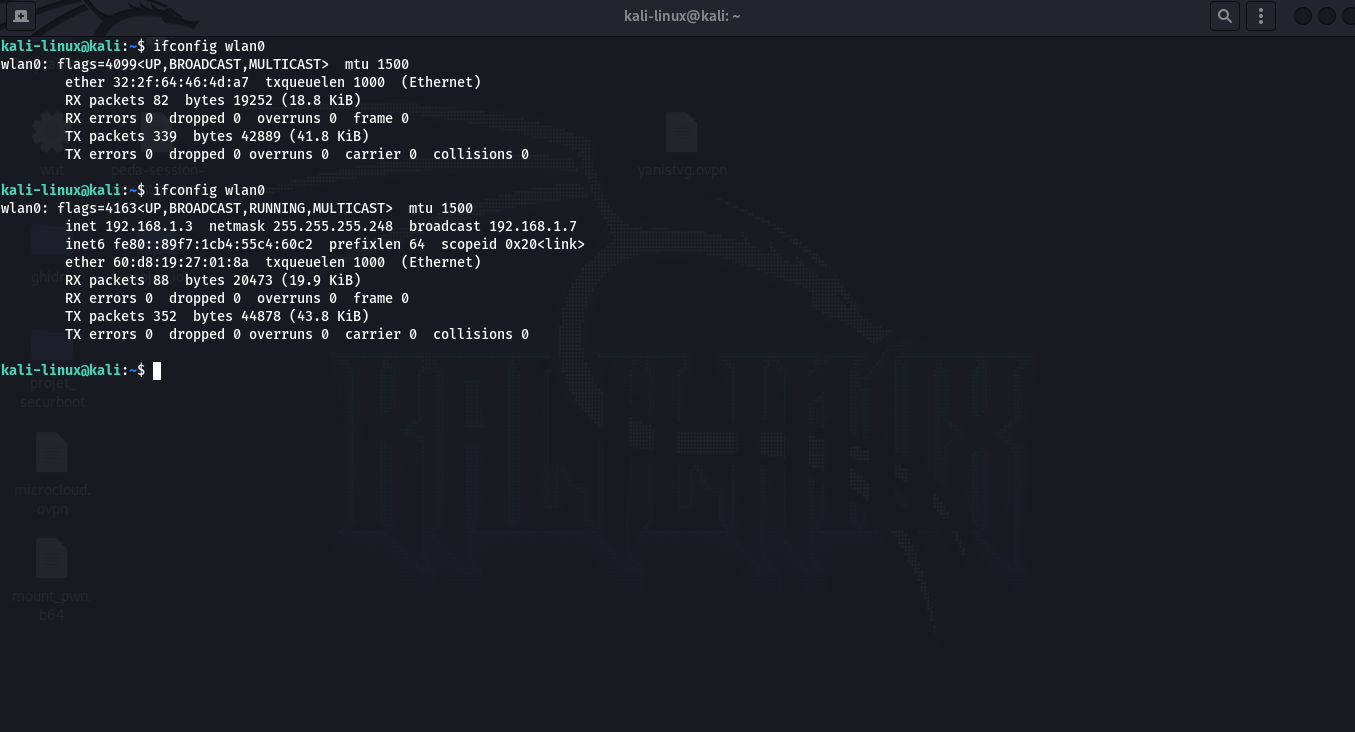 kali-linux@kali: ~
kali-linux@kali:~$ ifconfig wlan0
wlan0: flags=4099<UP,BROADCAST,MULTICAST>  mtu 1500
        ether 32:2f:64:46:4d:a7  txqueuelen 1000  (Ethernet)
        RX packets 82  bytes 19252 (18.8 KiB)
        RX errors 0  dropped 0  overruns 0  frame 0
        TX packets 339  bytes 42889 (41.8 KiB)
        TX errors 0  dropped 0 overruns 0  carrier 0  collisions 0
wut
peda-session-
yanistvg.ovpn
kali-linux@kali:~$ ifconfig wlan0
wlan0: flags=4163<UP,BROADCAST,RUNNING,MULTICAST>  mtu 1500
        inet 192.168.1.3  netmask 255.255.255.248  broadcast 192.168.1.7
        inet6 fe80::89f7:1cb4:55c4:60c2  prefixlen 64  scopeid 0x20<link>
        ether 60:d8:19:27:01:8a  txqueuelen 1000  (Ethernet)
        RX packets 88  bytes 20473 (19.9 KiB)
        RX errors 0  dropped 0  overruns 0  frame 0
        TX packets 352  bytes 44878 (43.8 KiB)
        TX errors 0  dropped 0 overruns 0  carrier 0  collisions 0
kali-linux@kali:~$
projet_
securboot
KALI LINUX
microcloud.
ovpn
mount_pwn.
b64